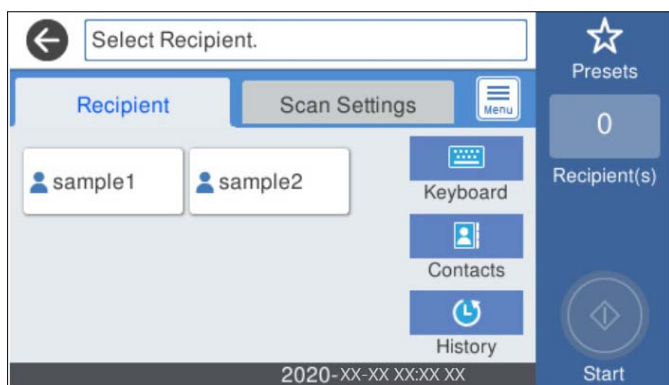 Select Recipient.
Presets
Recipient
Scan Settings
Menu
0
Recipient(s)
sample1
sample2
Keyboard
Contacts
History
2020-XX-XX XX:XX XX
Start